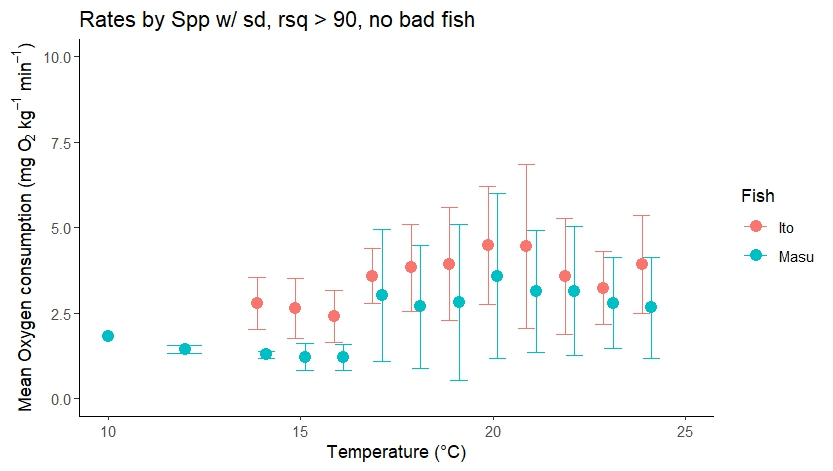 Rates by Spp w/ sd, rsq > 90, no bad fish
Mean Oxygen consumption (mg O₂ kg⁻¹ min⁻¹)
10.0
7.5
5.0
2.5
0.0
10
15
20
25
Temperature (°C)
Fish
Ito
Masu